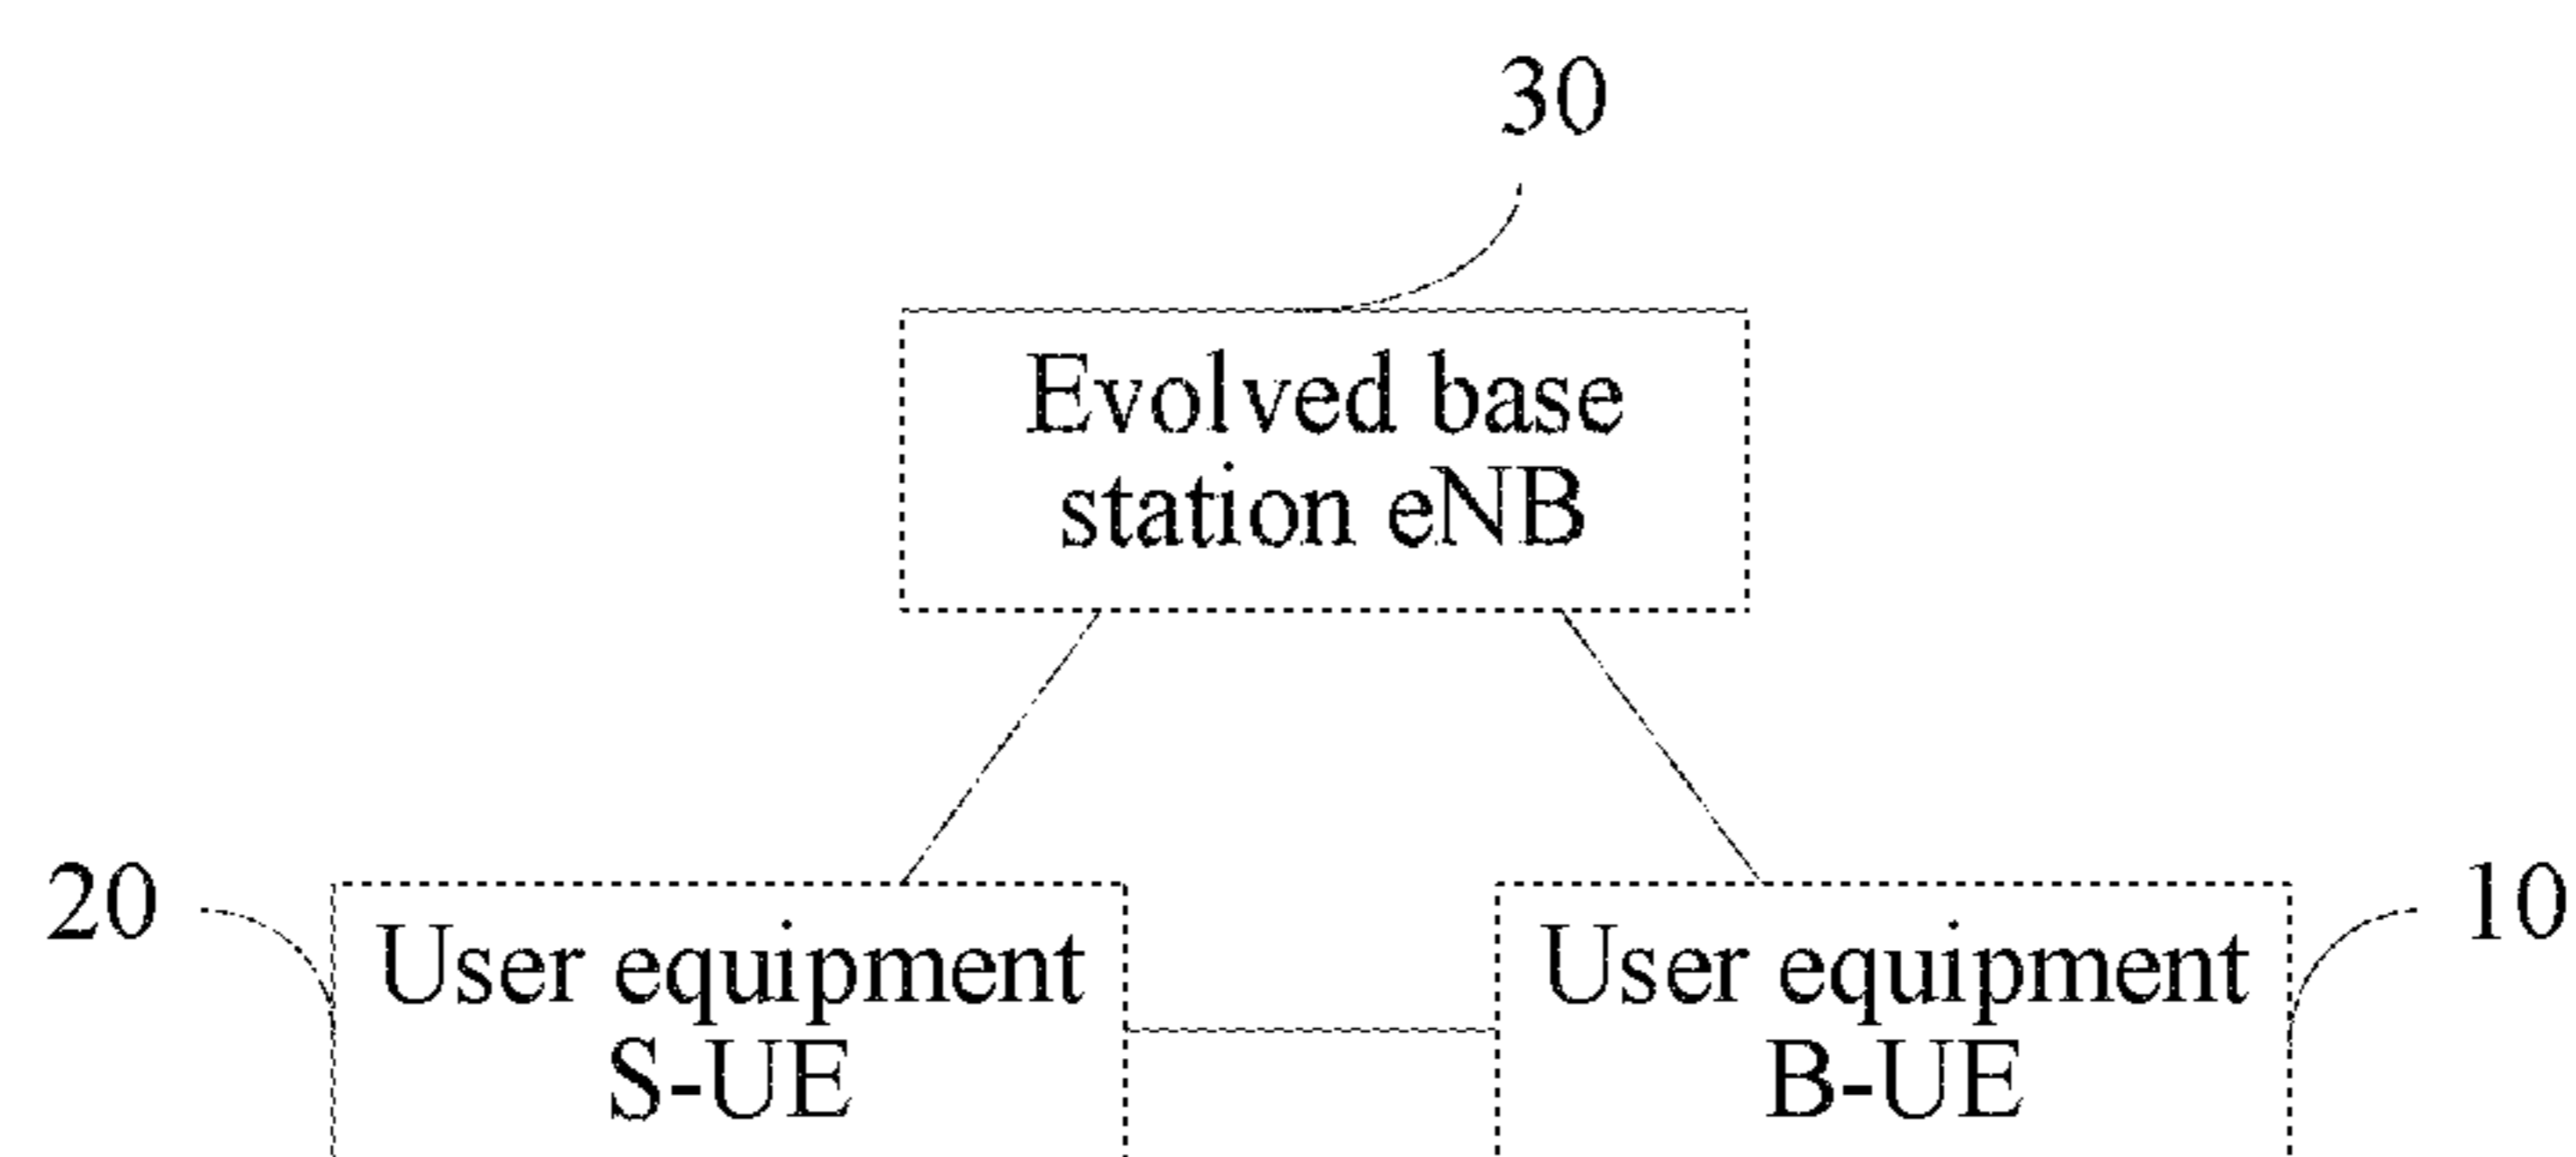 30
Evolved base
station eNB
20
User equipment
S-UE
User equipment
B-UE
10